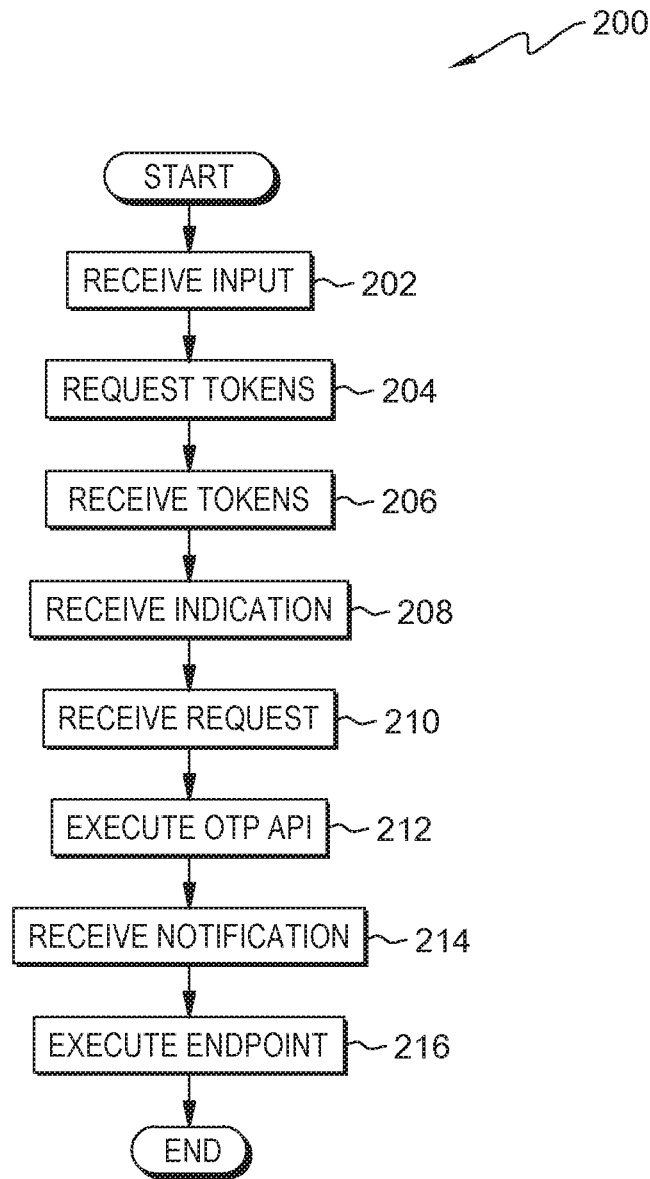 200
START
RECEIVE INPUT 202
REQUEST TOKENS 204
RECEIVE TOKENS 206
RECEIVE INDICATION 208
RECEIVE REQUEST 210
EXECUTE OTP API 212
RECEIVE NOTIFICATION 214
EXECUTE ENDPOINT 216
END